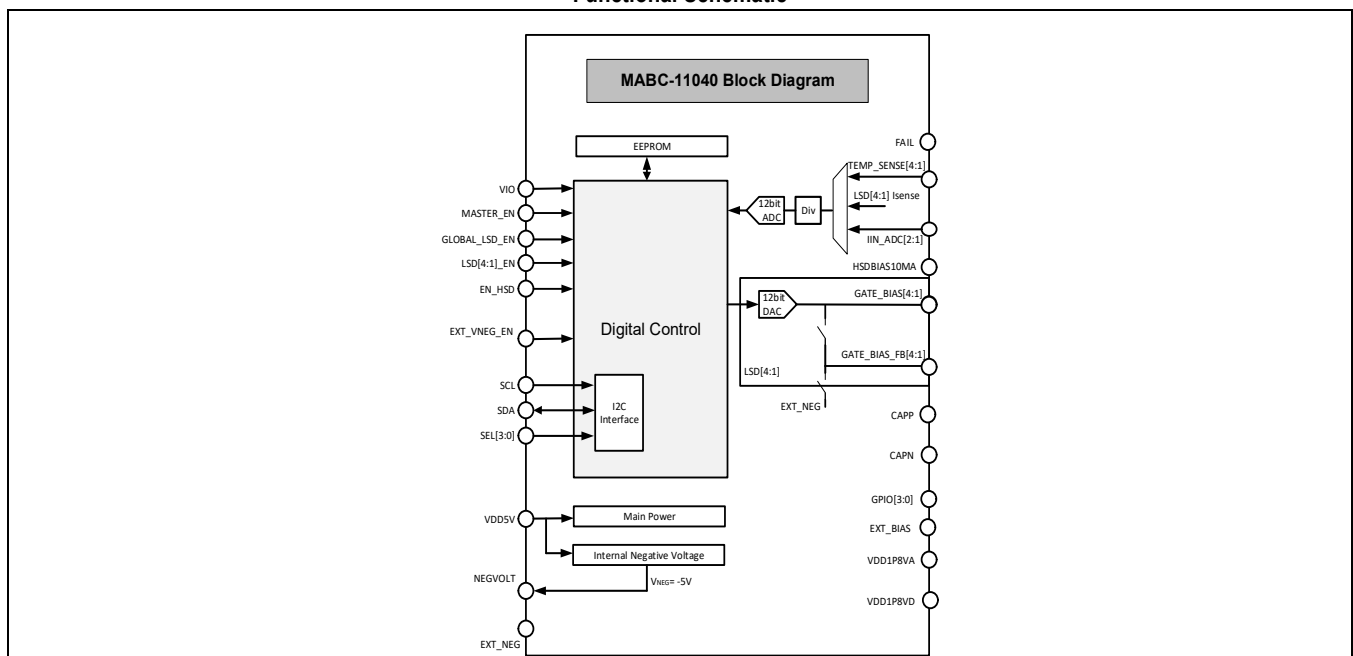 Functional Schematic
MABC-11040 Block Diagram
EEPROM
FAIL
TEMP_SENSE[4:1]
VIO
LSD[4:1] Isense
12bit
ADC
Div
MASTER_EN
GLOBAL_LSD_EN
IIN_ADC[2:1]
LSD[4:1]_EN
HSDBIAS10MA
EN_HSD
12bit
DAC
GATE_BIAS[4:1]
EXT_VNEG_EN
Digital Control
GATE_BIAS_FB[4:1]
LSD[4:1]
SCL
EXT_NEG
I2C
Interface
SDA
CAPP
SEL[3:0]
CAPN
GPIO[3:0]
VDD5V
Main Power
EXT_BIAS
Internal Negative Voltage
VDD1P8VA
NEGVOLT
VNEG= -5V
VDD1P8VD
EXT_NEG